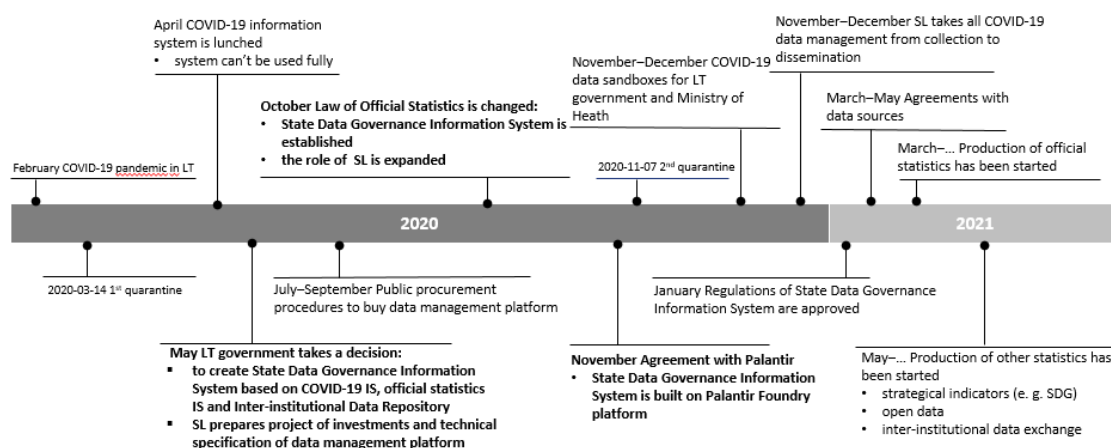 April COVID-19 information
system is lunched
• system can't be used fully
October Law of Official Statistics is changed:
• State Data Governance Information System is
established
• the role of SL is expanded
November–December COVID-19
data sandboxes for LT
government and Ministry of
Heath
November–December SL takes all COVID-19
data management from collection to
dissemination
March–May Agreements with
data sources
March–... Production of official
statistics has been started
February COVID-19 pandemic in LT
2020-11-07 2nd quarantine
2020
2021
2020-03-14 1st quarantine
July–September Public procurement
procedures to buy data management platform
January Regulations of State Data Governance
Information System are approved
May LT government takes a decision:
▪ to create State Data Governance Information
System based on COVID-19 IS, official statistics
IS and Inter-institutional Data Repository
▪ SL prepares project of investments and technical
specification of data management platform
November Agreement with Palantir
• State Data Governance Information
System is built on Palantir Foundry
platform
May–... Production of other statistics has
been started
• strategical indicators (e. g. SDG)
• open data
• inter-institutional data exchange